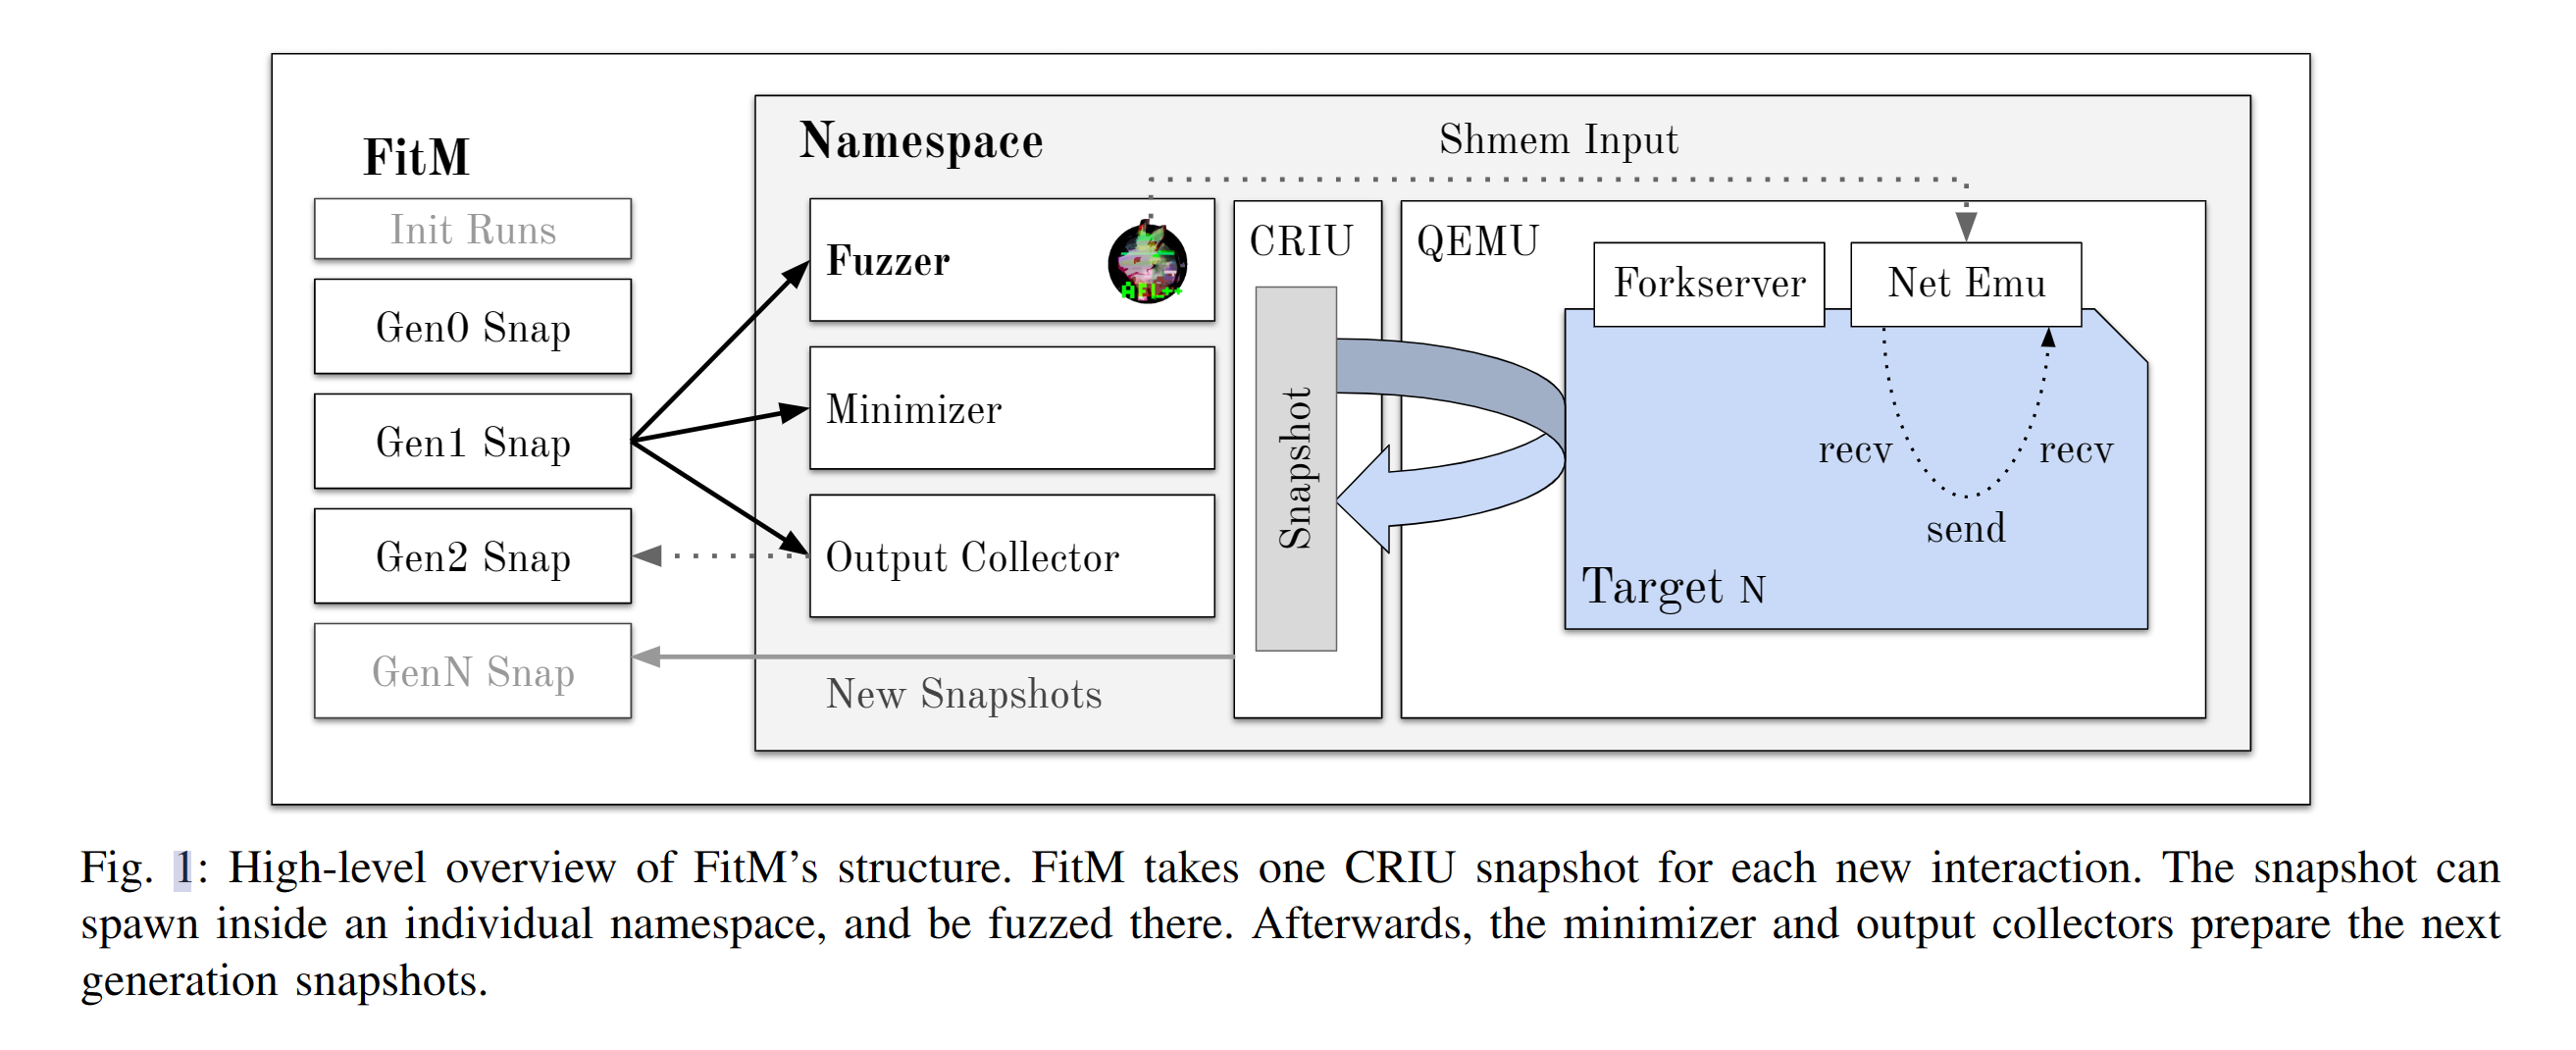 FitM
Init Runs
Gen0 Snap
Gen1 Snap
Gen2 Snap
GenN Snap
Namespace
Shmem Input
Fuzzer
AFL++
Minimizer
Output Collector
New Snapshots
CRIU
Snapshot
QEMU
Forkserver
Net Emu
recv
recv
send
Target N
Fig. 1: High-level overview of FitM’s structure. FitM takes one CRIU snapshot for each new interaction. The snapshot can
spawn inside an individual namespace, and be fuzzed there. Afterwards, the minimizer and output collectors prepare the next
generation snapshots.